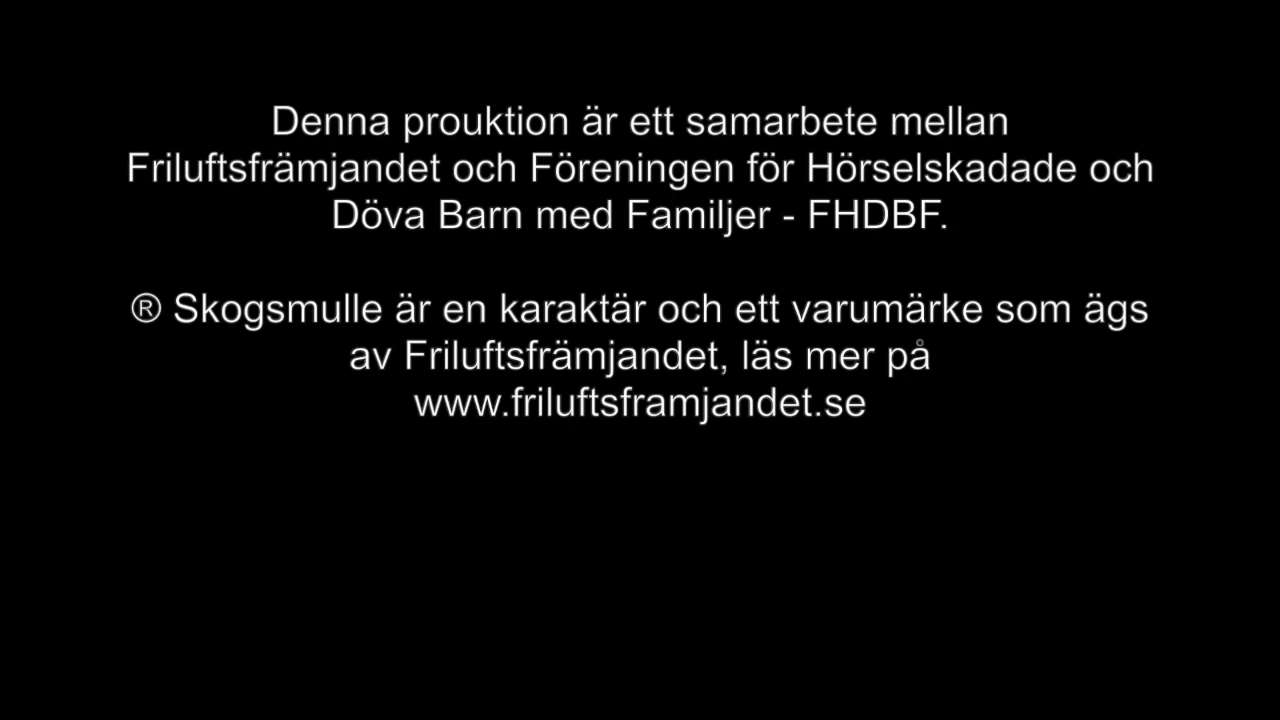 Denna prouktion är ett samarbete mellan
Friluftsfrämjandet och Föreningen för Hörselskadade och
Döva Barn med Familjer - FHDBF.
® Skogsmulle är en karaktär och ett varumärke som ägs
av Friluftsfrämjandet, läs mer på
www.friluftsframjandet.se